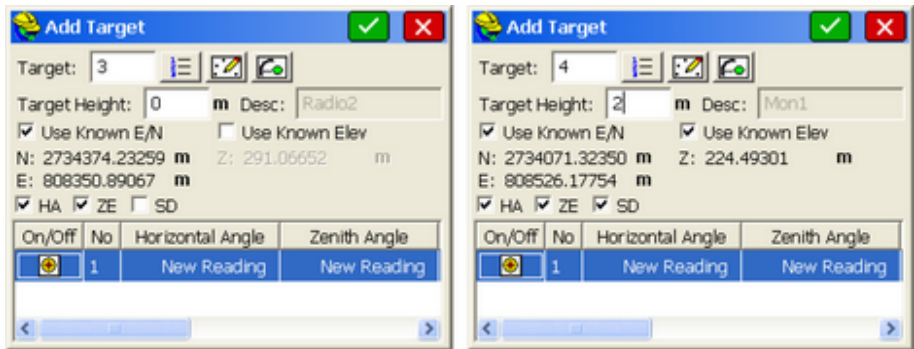 Add Target
Target: 3
Target Height: 0 m Desc: Radio2
Use Known E/N Use Known Elev
N: 2734374.23259 m Z: 291.06652 m
E: 808350.89067 m
HA ZE SD
On/Off No Horizontal Angle Zenith Angle
1 New Reading New Reading
Add Target
Target: 4
Target Height: 2 m Desc: Mon1
Use Known E/N Use Known Elev
N: 2734071.32350 m Z: 224.49301 m
E: 808526.17754 m
HA ZE SD
On/Off No Horizontal Angle Zenith Angle
1 New Reading New Reading